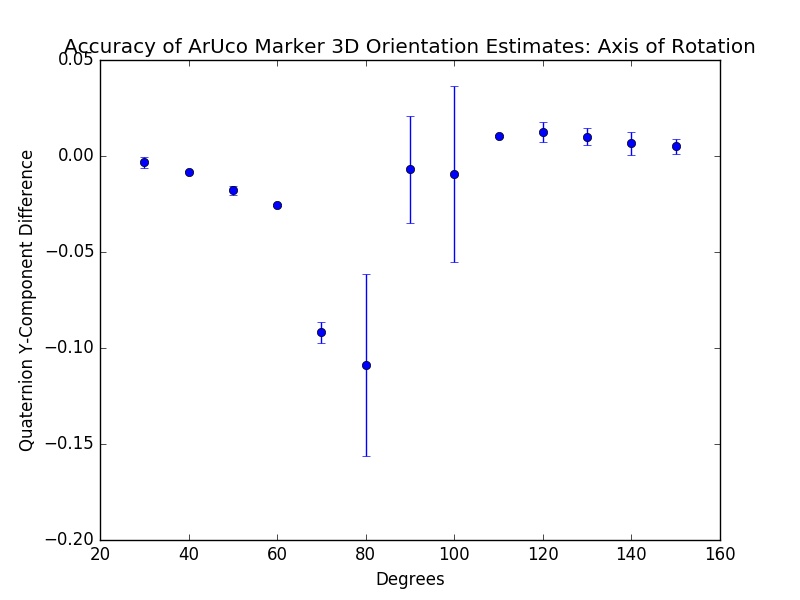 Accuracy of ArUco Marker 3D Orientation Estimates: Axis of Rotation
0.05
0.00
−0.05
−0.10
−0.15
−0.20
Quaternion Y-Component Difference
20 40 60 80 100 120 140 160
Degrees